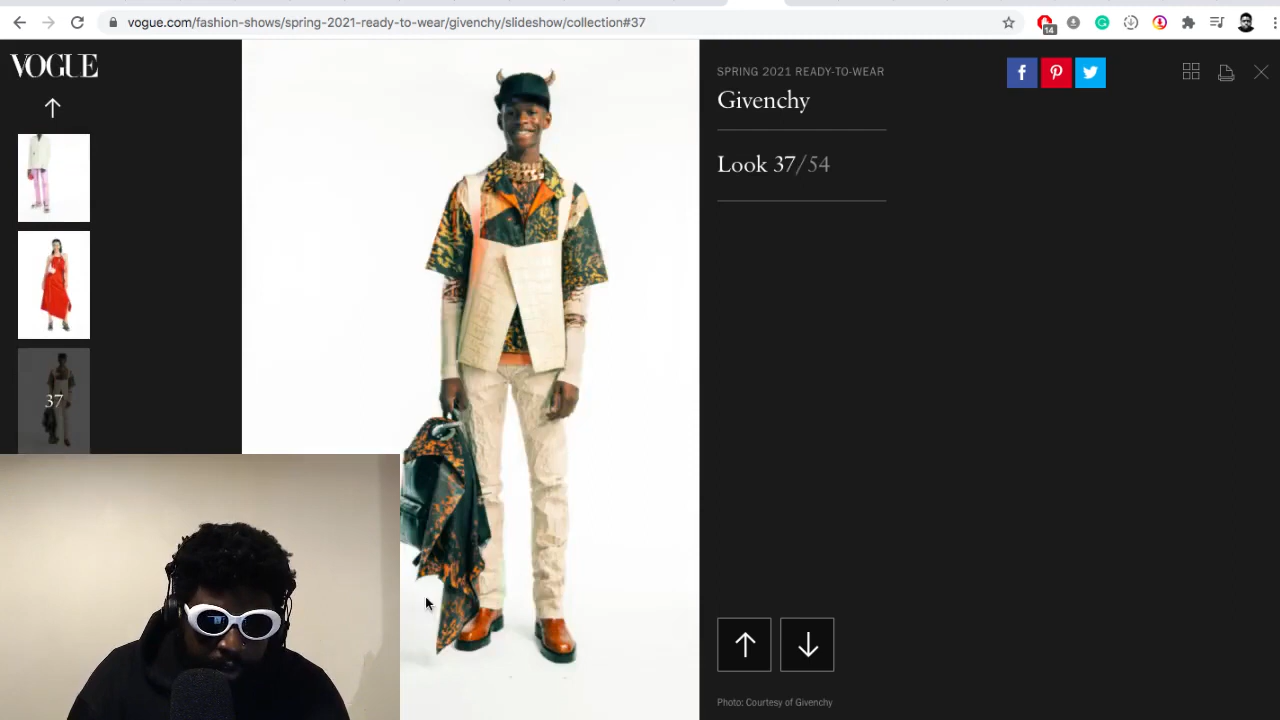 vogue.com/fashion-shows/spring-2021-ready-to-wear/givenchy/slideshow/collection#37
14
VOGUE
SPRING 2021 READY-TO-WEAR
Givenchy
Look 37/54
37
Photo: Courtesy of Givenchy